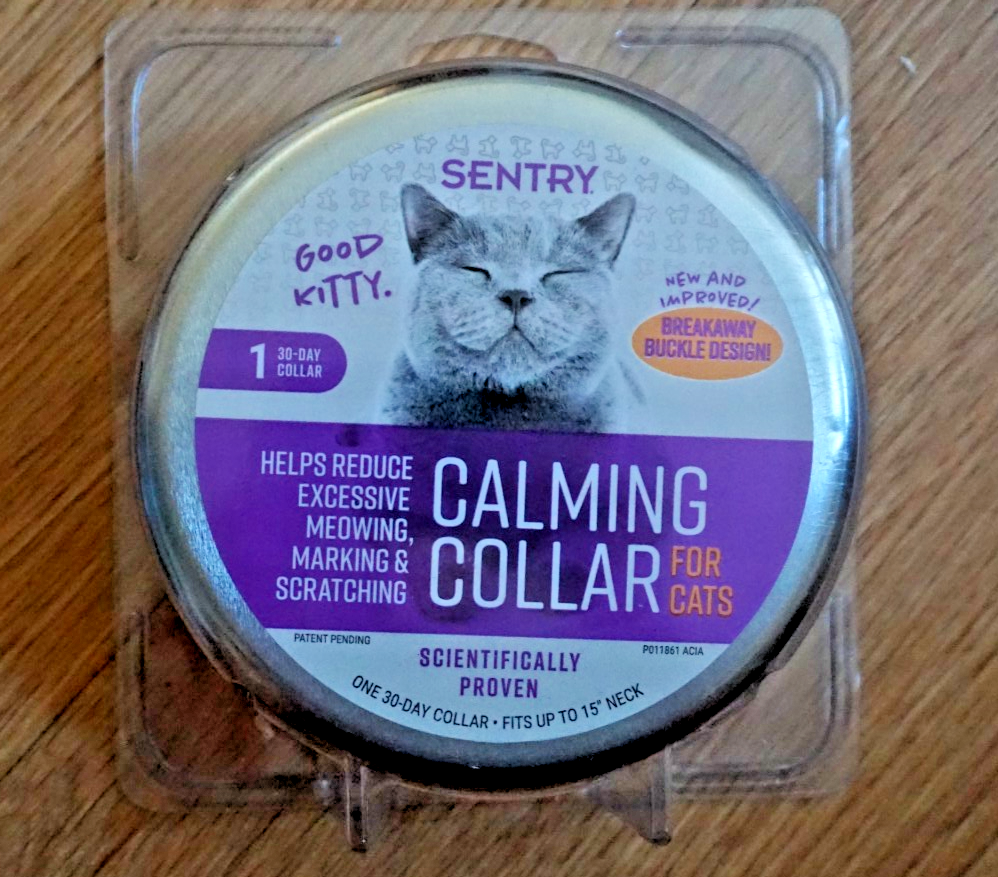 SENTRY.
GOOD
KITTY.
NEW AND
IMPROVED!
BREAKAWAY
BUCKLE DESIGN!
1 30-DAY
COLLAR
HELPS REDUCE
EXCESSIVE
MEOWING,
MARKING &
SCRATCHING
CALMING
COLLAR
FOR
CATS
PATENT PENDING
P011861 ACIA
SCIENTIFICALLY
PROVEN
ONE 30-DAY COLLAR • FITS UP TO 15" NECK